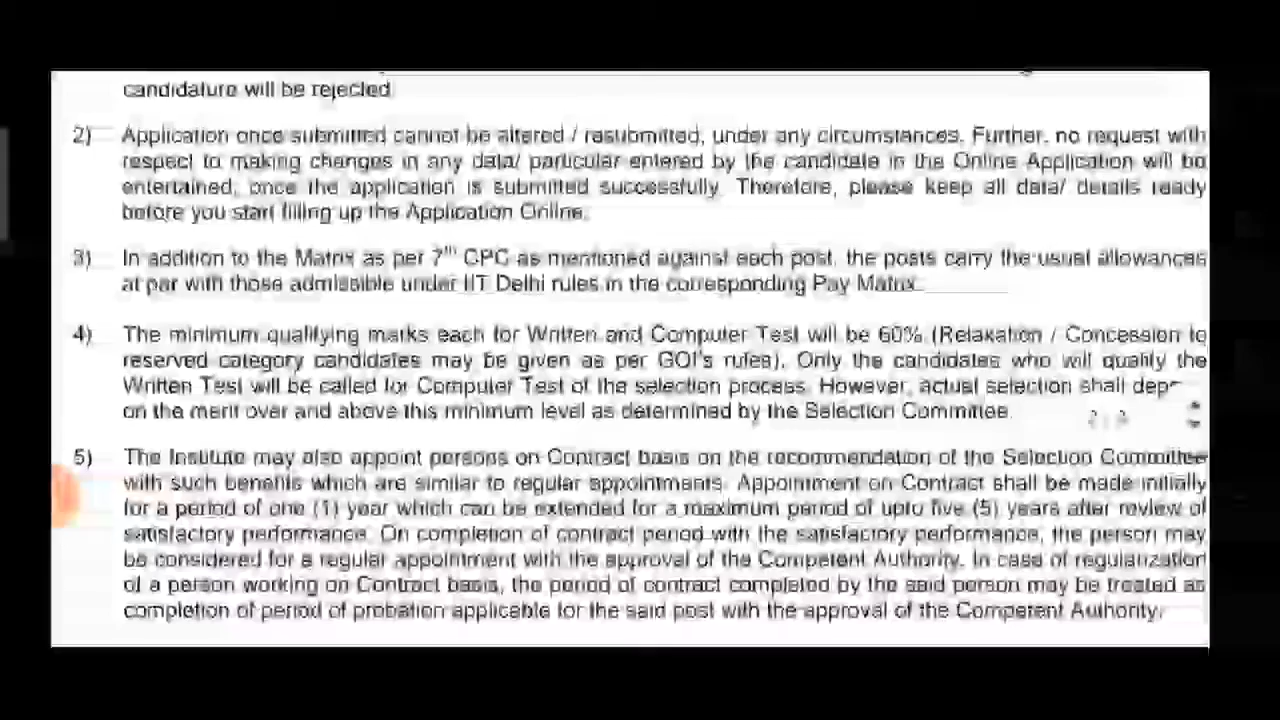 candidature will be rejected
2) Application once submitted cannot be altered / resubmitted, under any circumstances. Further, no request with
respect to making changes in any data/ particular entered by the candidate in the Online Application will be
entertained, once the application is submitted successfully. Therefore, please keep all data/ details ready
before you start filling up the Application Online.
3) In addition to the Matrix as per 7th CPC as mentioned against each post, the posts carry the usual allowances
at par with those admissible under IIT Delhi rules in the corresponding Pay Matrix.
4) The minimum qualifying marks each for Written and Computer Test will be 60% (Relaxation / Concession to
reserved category candidates may be given as per GOI's rules). Only the candidates who will qualify the
Written Test will be called for Computer Test of the selection process. However, actual selection shall dep
on the merit over and above this minimum level as determined by the Selection Committee.
5) The Institute may also appoint persons on Contract basis on the recommendation of the Selection Committee
with such benefits which are similar to regular appointments. Appointment on Contract shall be made initially
for a period of one (1) year which can be extended for a maximum period of upto five (5) years after review of
satisfactory performance. On completion of contract period with the satisfactory performance, the person may
be considered for a regular appointment with the approval of the Competent Authority. In case of regularization
of a person working on Contract basis, the period of contract completed by the said person may be treated as
completion of period of probation applicable for the said post with the approval of the Competent Authority.